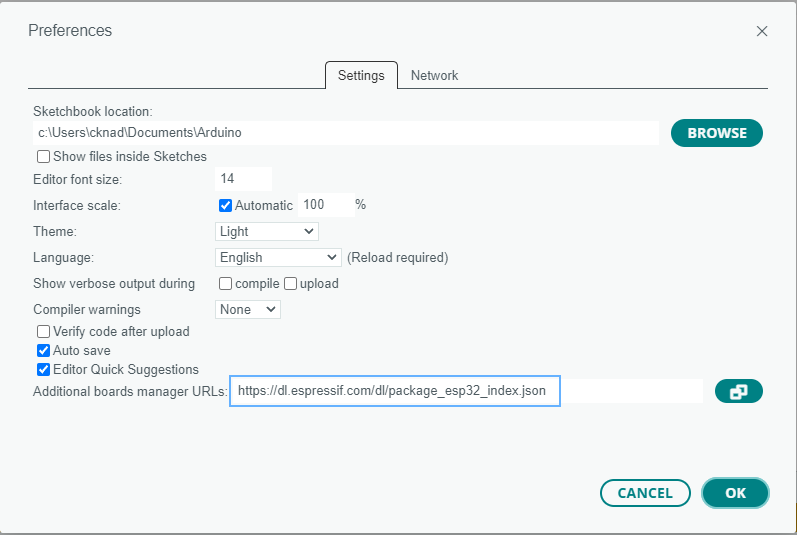 Preferences
Settings Network
Sketchbook location:
c:\Users\cknad\Documents\Arduino
BROWSE
Show files inside Sketches
Editor font size: 14
Interface scale: Automatic 100 %
Theme: Light
Language: English (Reload required)
Show verbose output during compile upload
Compiler warnings None
Verify code after upload
Auto save
Editor Quick Suggestions
Additional boards manager URLs: https://dl.espressif.com/dl/package_esp32_index.json
CANCEL OK